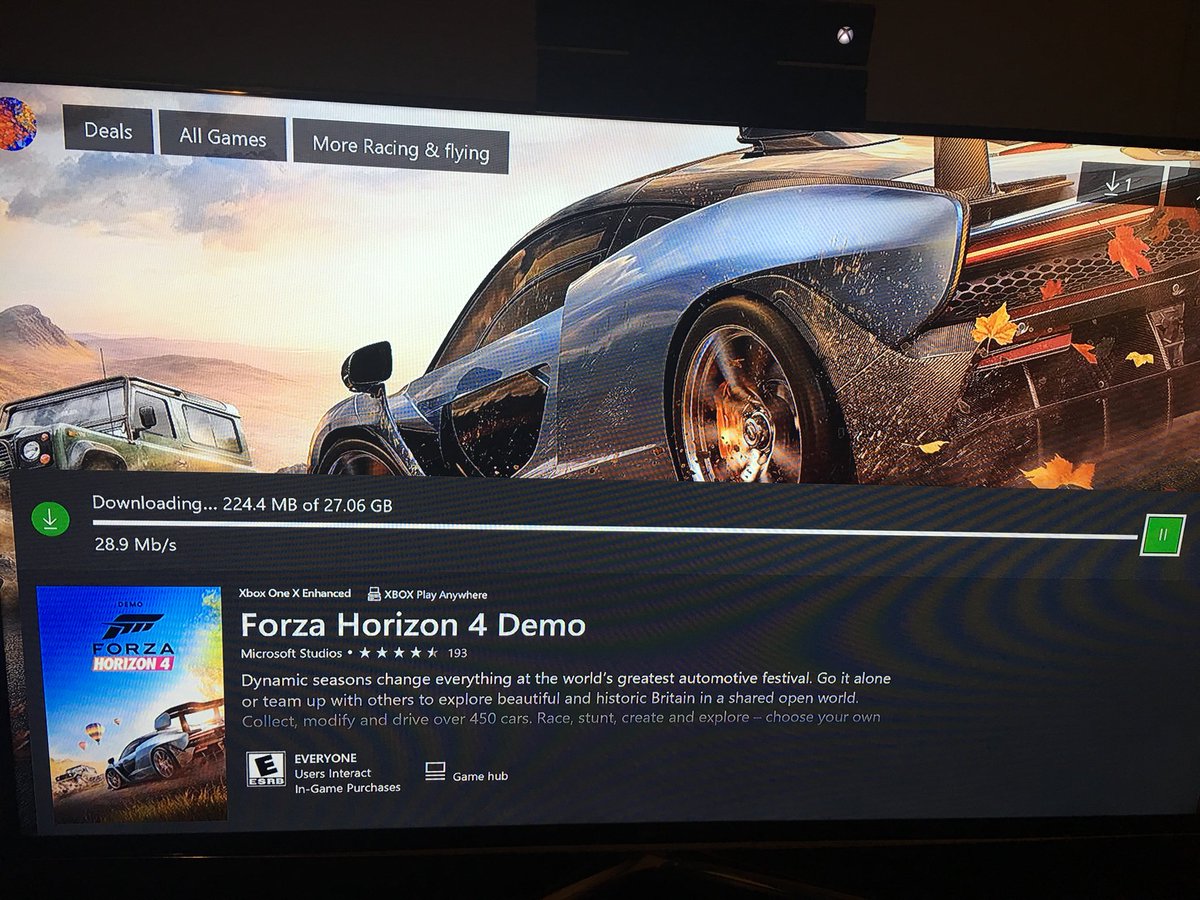 Deals
All Games
More Racing & flying
1
Downloading... 224.4 MB of 27.06 GB
28.9 Mb/s
DEMO
FORZA
HORIZON 4
Xbox One X Enhanced
XBOX Play Anywhere
Forza Horizon 4 Demo
Microsoft Studios • ★★★★⯨ 193
Dynamic seasons change everything at the world's greatest automotive festival. Go it alone
or team up with others to explore beautiful and historic Britain in a shared open world.
Collect, modify and drive over 450 cars. Race, stunt, create and explore – choose your own
E
ESRB
EVERYONE
Users Interact
In-Game Purchases
Game hub